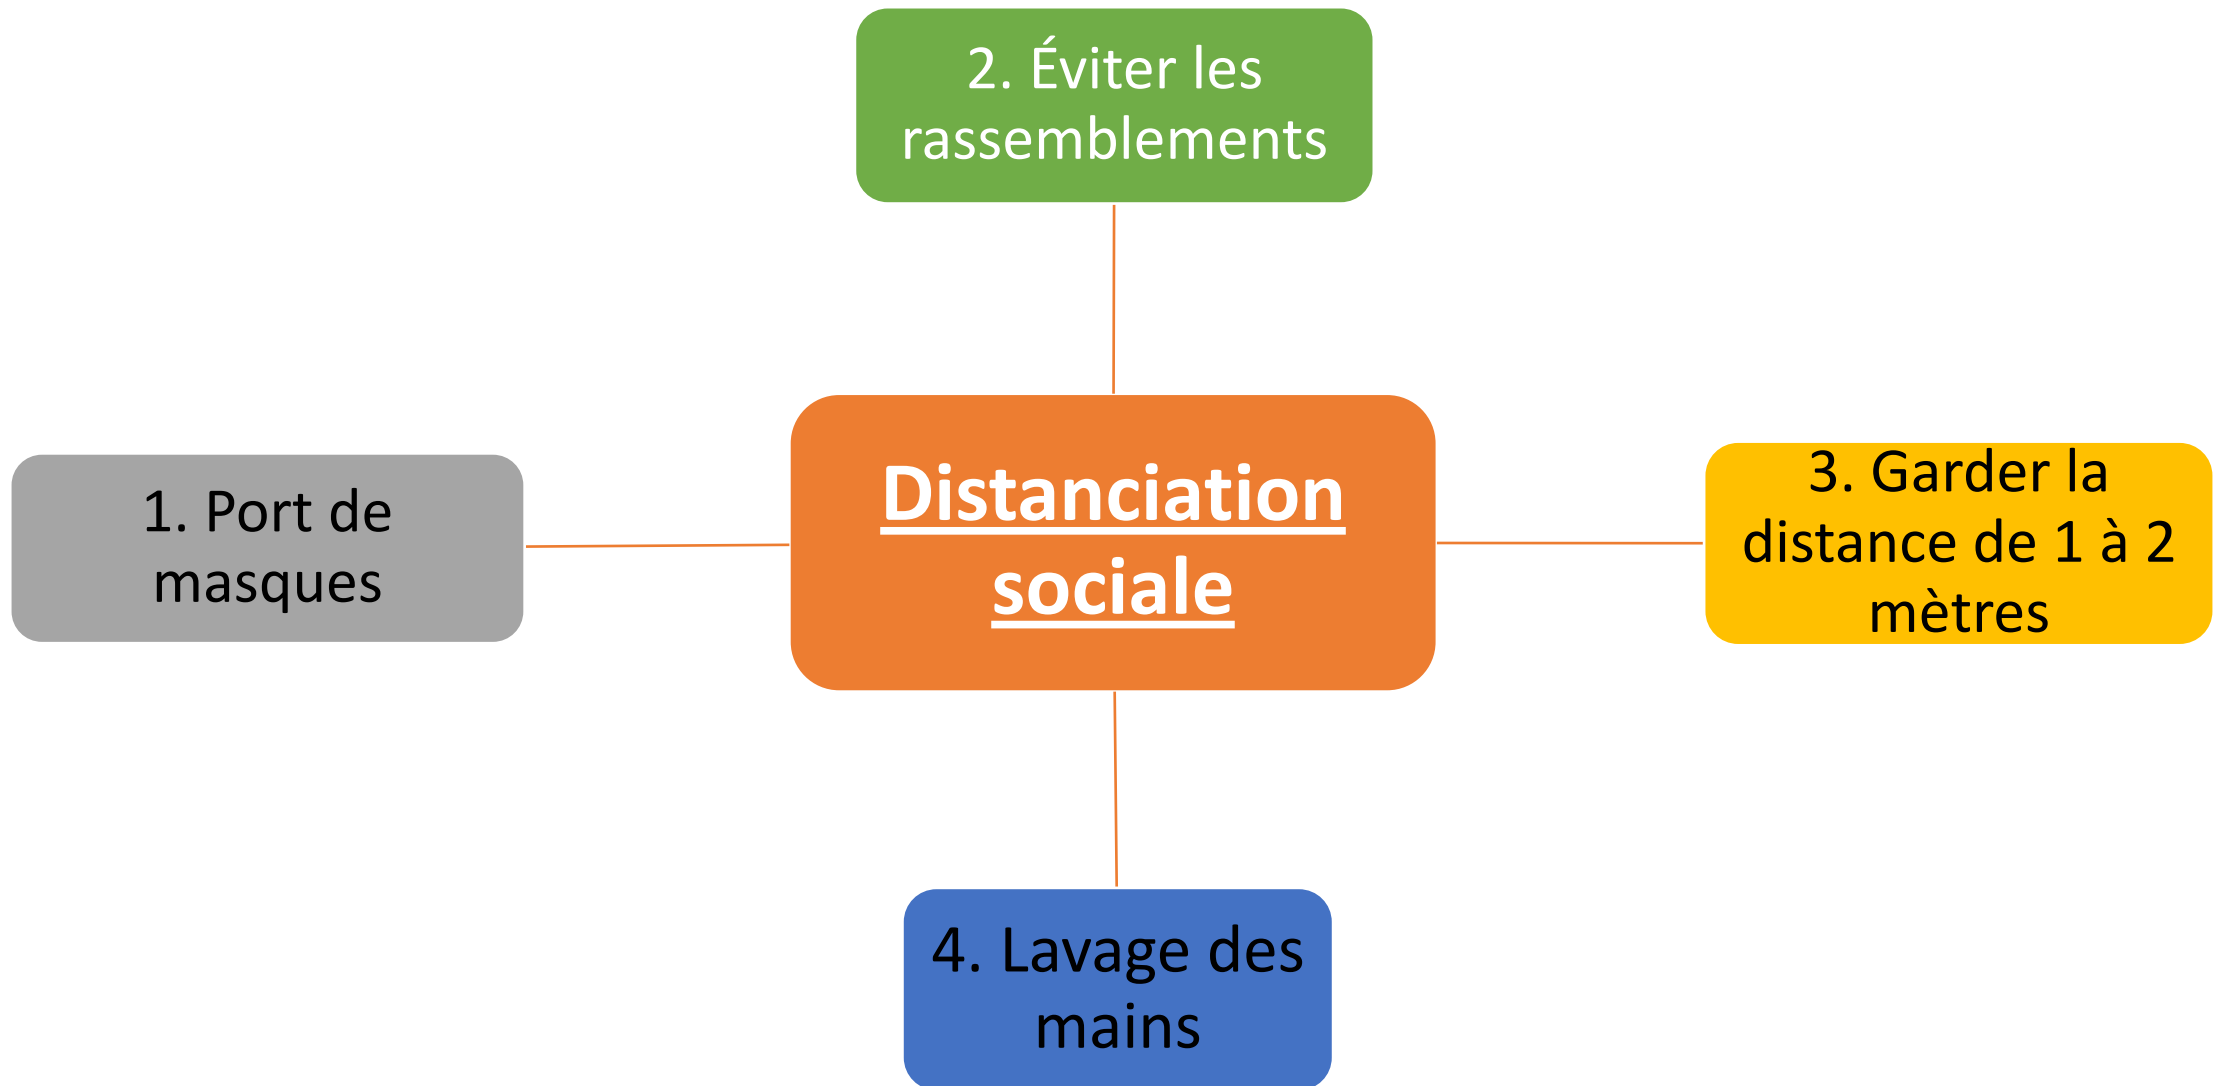 2. Éviter les
rassemblements
Distanciation
sociale
1. Port de
masques
3. Garder la
distance de 1 à 2
mètres
4. Lavage des
mains